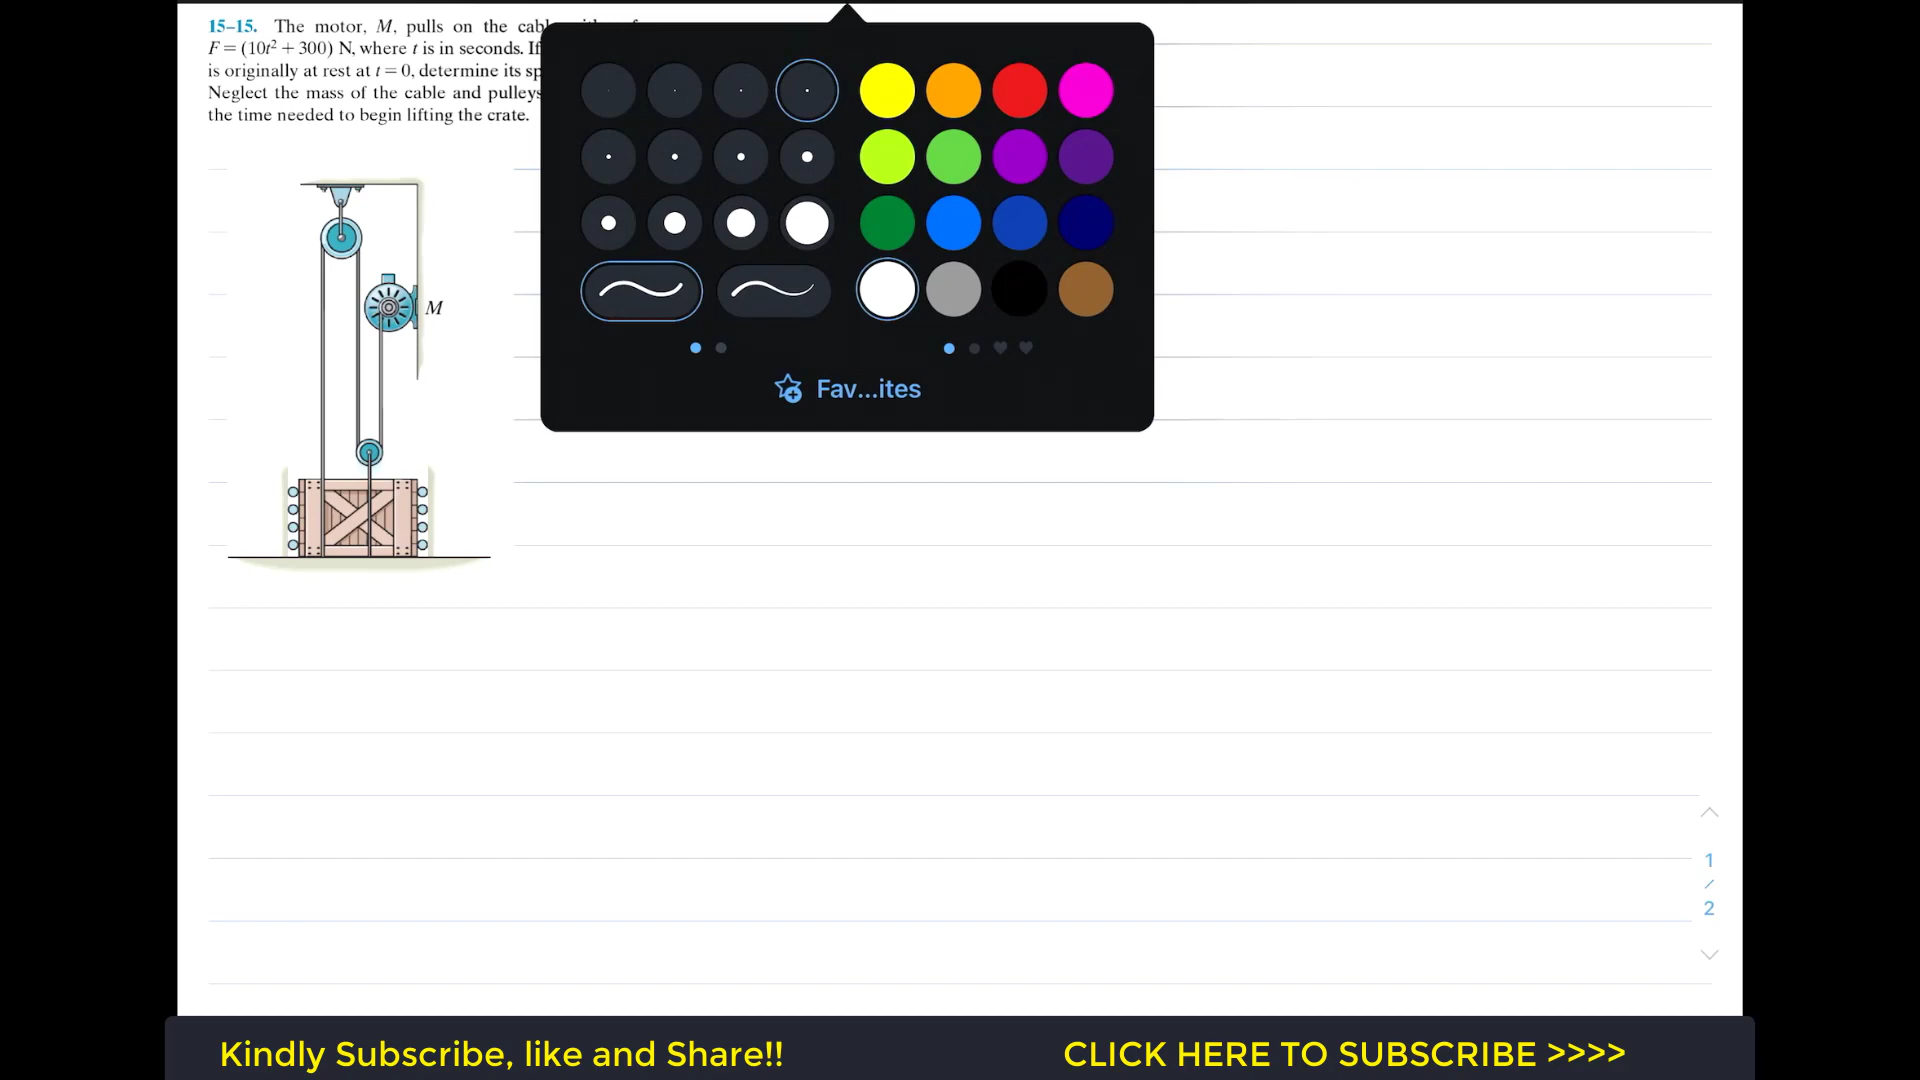 15–15. The motor, M, pulls on the cabl
F = (10t² + 300) N, where t is in seconds. If
is originally at rest at t = 0, determine its sp
Neglect the mass of the cable and pulleys
the time needed to begin lifting the crate.
M
Fav...ites
1
/
2
Kindly Subscribe, like and Share!!
CLICK HERE TO SUBSCRIBE >>>>